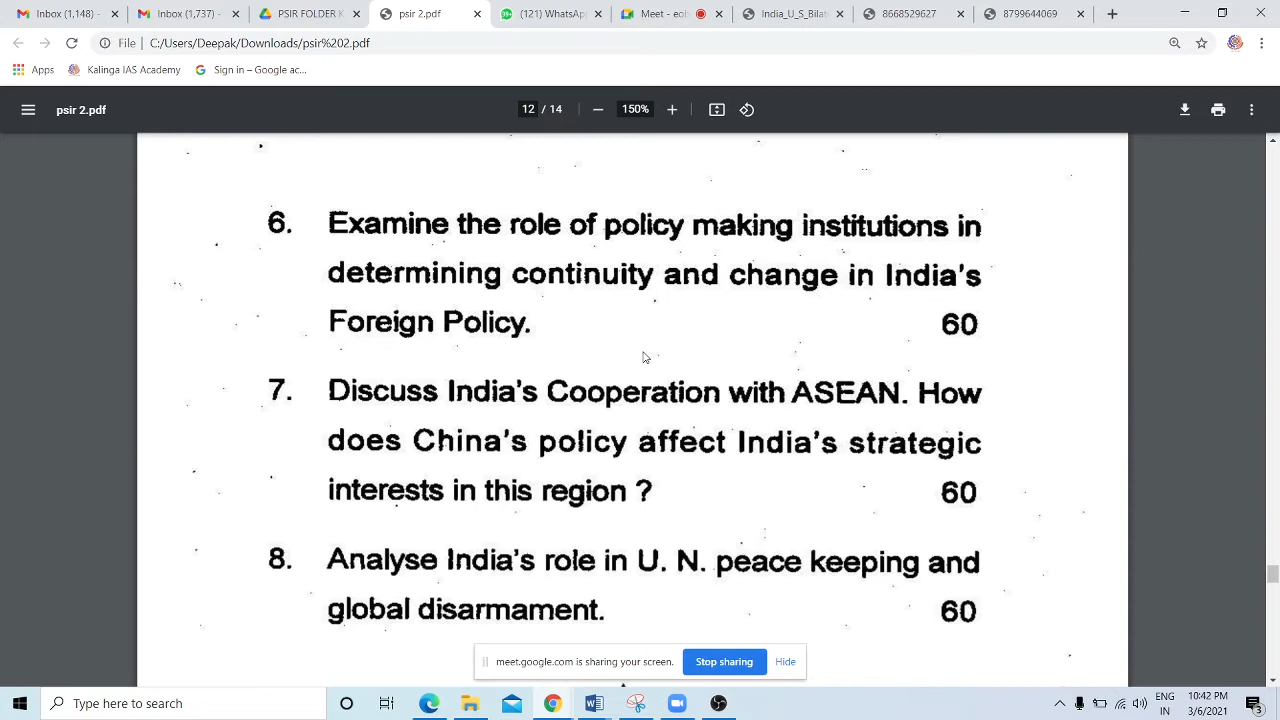 Inbox (1,37)
Inbox (1,737) -
PSIR FOLDER K
psir 2.pdf
(121) WhatsApp
Meet - eo
India_U_S_Bilat
8668529627
8799644063
File
C:/Users/Deepak/Downloads/psir%202.pdf
Apps
Kalinga IAS Academy
Sign in – Google ac...
psir 2.pdf
12 / 14
150%
6. Examine the role of policy making institutions in
determining continuity and change in India's
Foreign Policy. 60
7. Discuss India's Cooperation with ASEAN. How
does China's policy affect India's strategic
interests in this region ? 60
8. Analyse India's role in U. N. peace keeping and
global disarmament. 60
meet.google.com is sharing your screen.
Stop sharing
Hide
Type here to search
ENG
IN
10:42 PM
3/6/2021
3